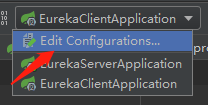 EurekaClientApplication
Edit Configurations...
EurekaServerApplication
EurekaClientApplication